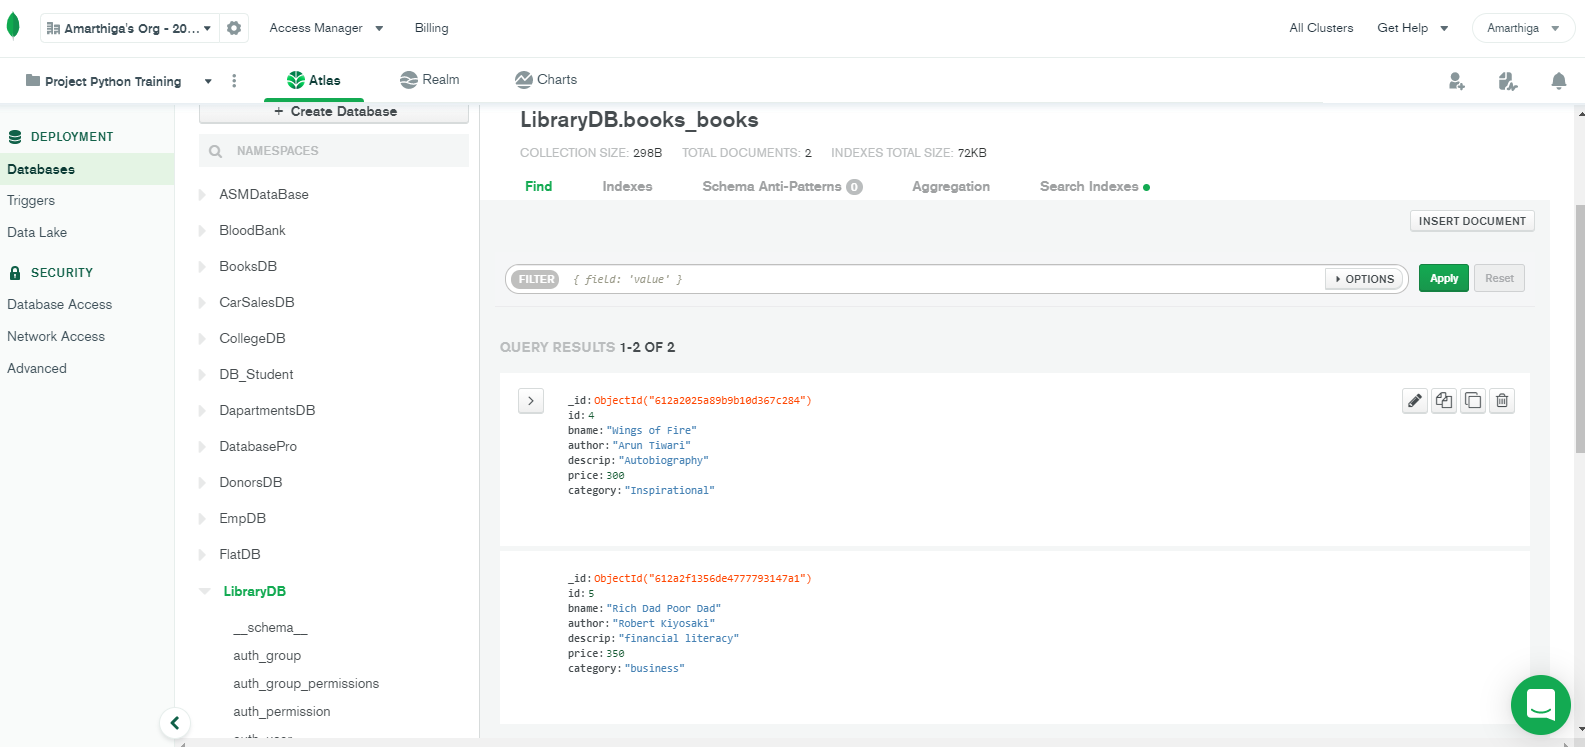 Amarthiga's Org - 20...
Access Manager
Billing
All Clusters
Get Help
Amarthiga
Project Python Training
Atlas
Realm
Charts
DEPLOYMENT
Databases
Triggers
Data Lake
SECURITY
Database Access
Network Access
Advanced
+ Create Database
NAMESPACES
ASMDataBase
BloodBank
BooksDB
CarSalesDB
CollegeDB
DB_Student
DapartmentsDB
DatabasePro
DonorsDB
EmpDB
FlatDB
LibraryDB
__schema__
auth_group
auth_group_permissions
auth_permission
LibraryDB.books_books
COLLECTION SIZE: 298B TOTAL DOCUMENTS: 2 INDEXES TOTAL SIZE: 72KB
Find
Indexes
Schema Anti-Patterns 0
Aggregation
Search Indexes
INSERT DOCUMENT
FILTER { field: 'value' }
OPTIONS
Apply
Reset
QUERY RESULTS 1-2 OF 2
_id: ObjectId("612a2025a89b9b10d367c284")
id: 4
bname: "Wings of Fire"
author: "Arun Tiwari"
descrip: "Autobiography"
price: 300
category: "Inspirational"
_id: ObjectId("612a2f1356de4777793147a1")
id: 5
bname: "Rich Dad Poor Dad"
author: "Robert Kiyosaki"
descrip: "financial literacy"
price: 350
category: "business"